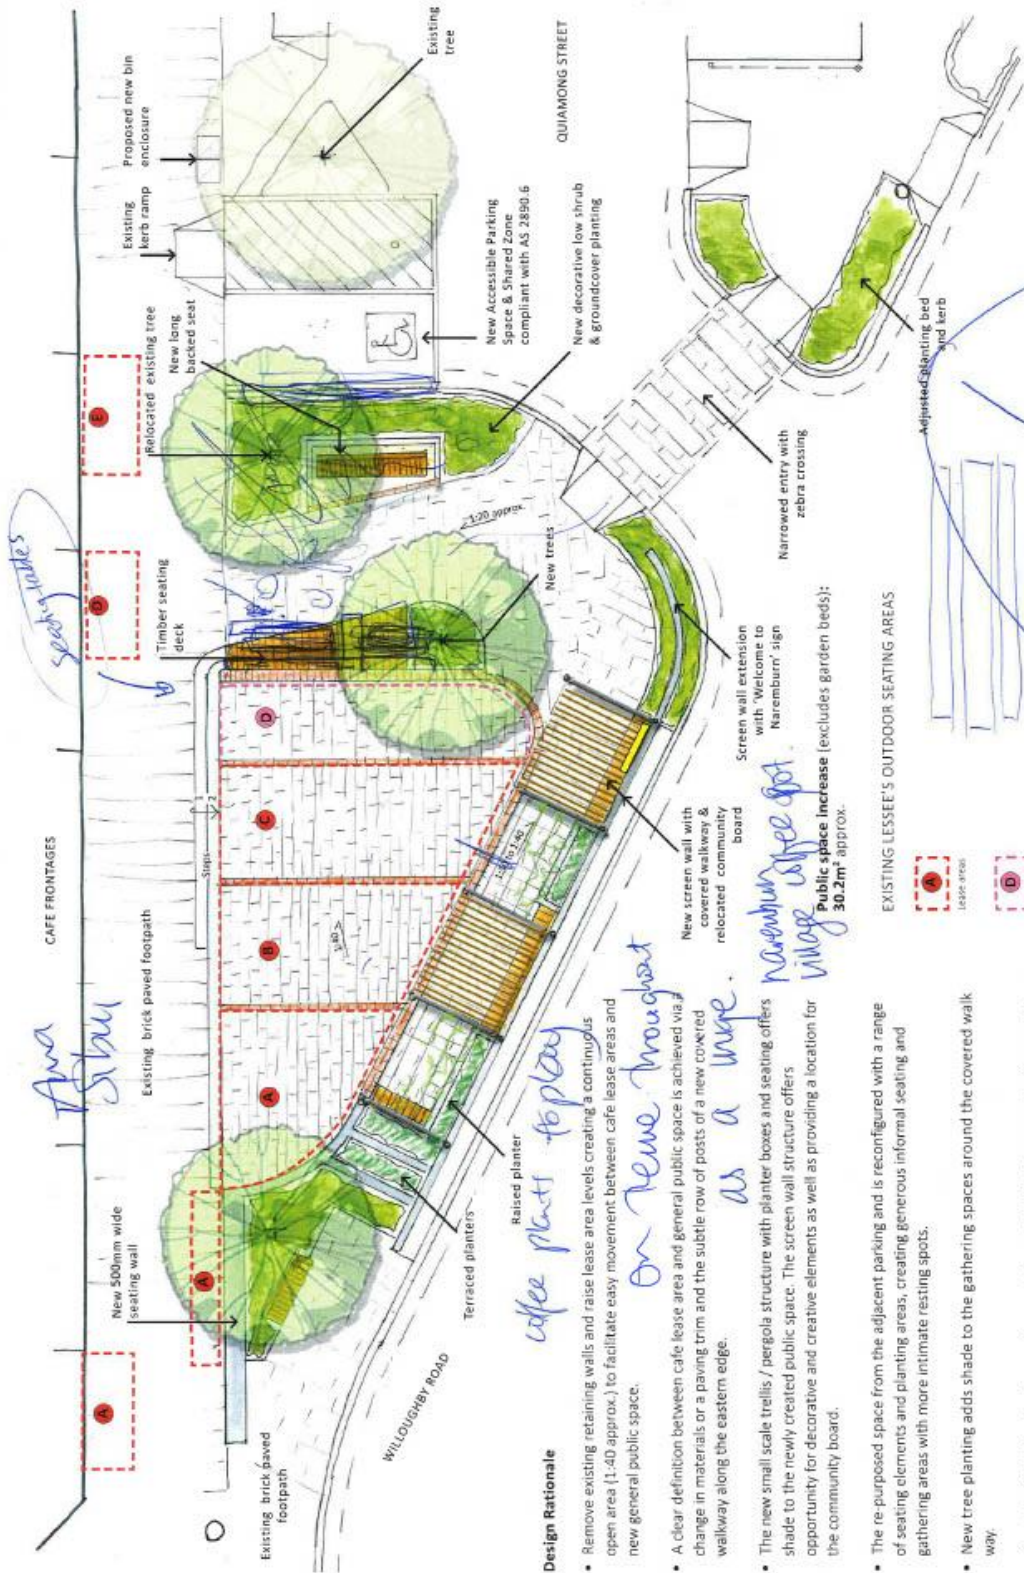 CAFE FRONTAGES
Existing brick paved footpath
New 500mm wide
seating wall
Existing brick paved
footpath
WILLOUGHBY ROAD
Terraced planters
Raised planter
A
A
A
B
C
D
D
E
Steps
1:40
Timber seating
deck
seating tables
Relocated existing tree
New long
backed seat
Existing
kerb ramp
Proposed new bin
enclosure
Existing
tree
QUIAMONG STREET
New Accessible Parking
Space & Shared Zone
compliant with AS 2890.6
New decorative low shrub
& groundcover planting
1:20 approx.
New trees
Narrowed entry with
zebra crossing
Adjusted planting bed
and kerb
Screen wall extension
with 'Welcome to
Naremburn' sign
New screen wall with
covered walkway &
relocated community
board
Public space increase (excludes garden beds):
30.2m² approx.
EXISTING LESSEE'S OUTDOOR SEATING AREAS
A
Lease areas
D
coffee plants
on theme throughout
as a
village coffee spot.
Design Rationale
• Remove existing retaining walls and raise lease area levels creating a continuous
open area (1:40 approx.) to facilitate easy movement between cafe lease areas and
new general public space.
• A clear definition between cafe lease area and general public space is achieved via a
change in materials or a paving trim and the subtle row of posts of a new covered
walkway along the eastern edge.
• The new small scale trellis / pergola structure with planter boxes and seating offers
shade to the newly created public space. The screen wall structure offers
opportunity for decorative and creative elements as well as providing a location for
the community board.
• The re-purposed space from the adjacent parking and is reconfigured with a range
of seating elements and planting areas, creating generous informal seating and
gathering areas with more intimate resting spots.
• New tree planting adds shade to the gathering spaces around the covered walk
way.